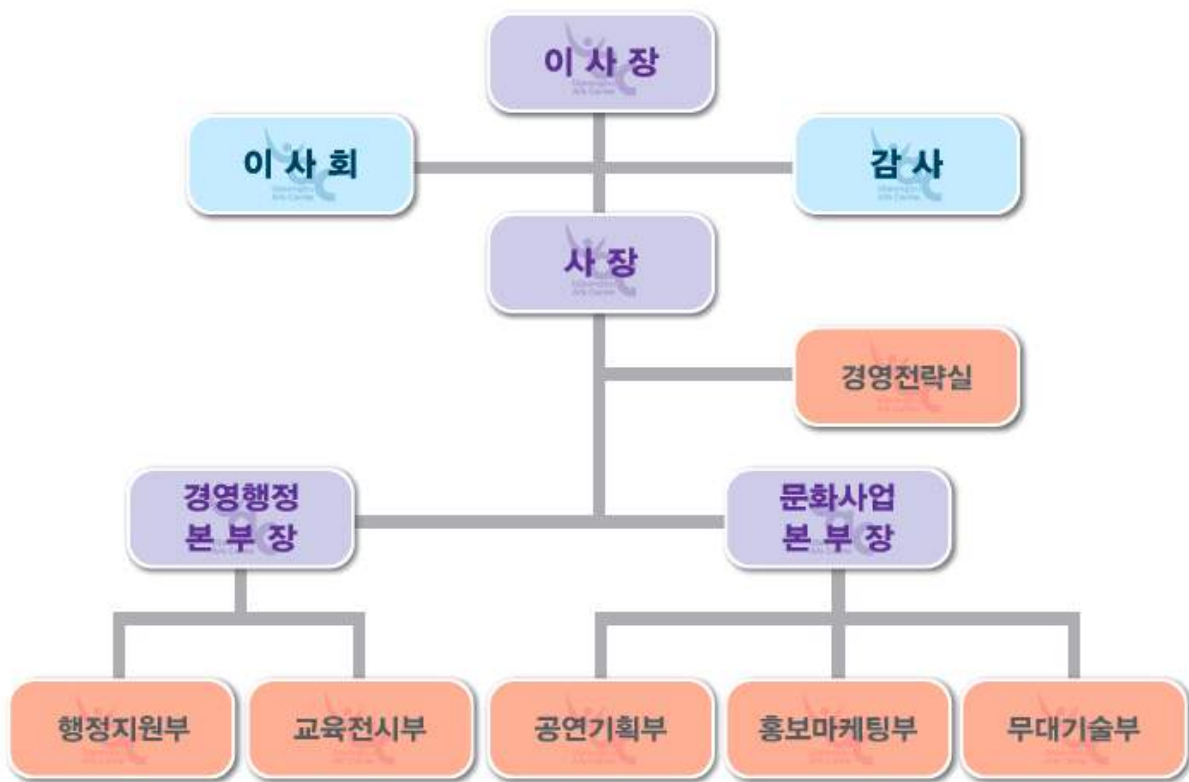 이 사 장
이 사 회
감 사
사 장
경영전략실
경영행정
본 부 장
문화사업
본 부 장
행정지원부
교육전시부
공연기획부
홍보마케팅부
무대기술부